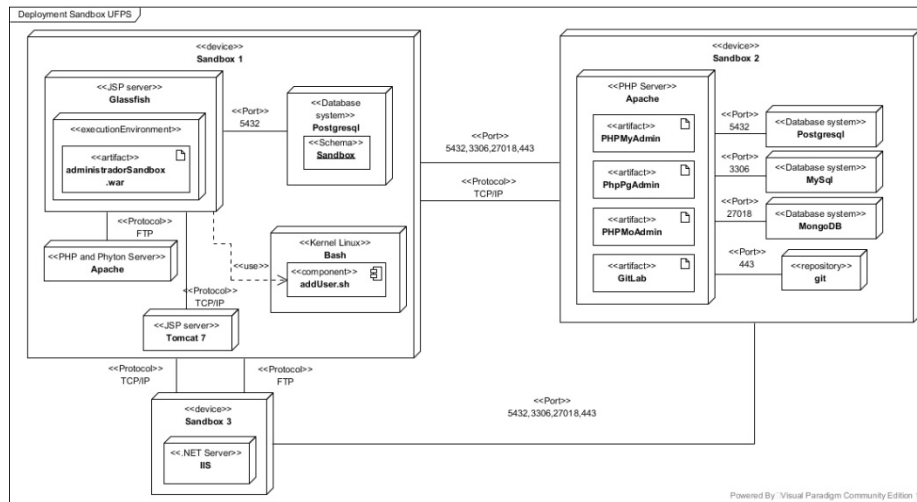 Deployment Sandbox UFPS
<<device>>
Sandbox 1
<<JSP server>>
Glassfish
<<executionEnvironment>>
<<artifact>>
administradorSandbox
.war
<<Port>>
5432
<<Database
system>>
Postgresql
<<Schema>>
Sandbox
<<Protocol>>
FTP
<<PHP and Phyton Server>>
Apache
<<use>>
<<Kernel Linux>>
Bash
<<component>>
addUser.sh
<<Protocol>>
TCP/IP
<<JSP server>>
Tomcat 7
<<Port>>
5432,3306,27018,443
<<Protocol>>
TCP/IP
<<device>>
Sandbox 2
<<PHP Server>>
Apache
<<artifact>>
PHPMyAdmin
<<artifact>>
PhpPgAdmin
<<artifact>>
PHPMoAdmin
<<artifact>>
GitLab
<<Port>>
5432
<<Database system>>
Postgresql
<<Port>>
3306
<<Database system>>
MySql
<<Port>>
27018
<<Database system>>
MongoDB
<<Port>>
443
<<repository>>
git
<<Protocol>>
TCP/IP
<<Protocol>>
FTP
<<device>>
Sandbox 3
<<.NET Server>>
IIS
<<Port>>
5432,3306,27018,443
Powered By Visual Paradigm Community Edition